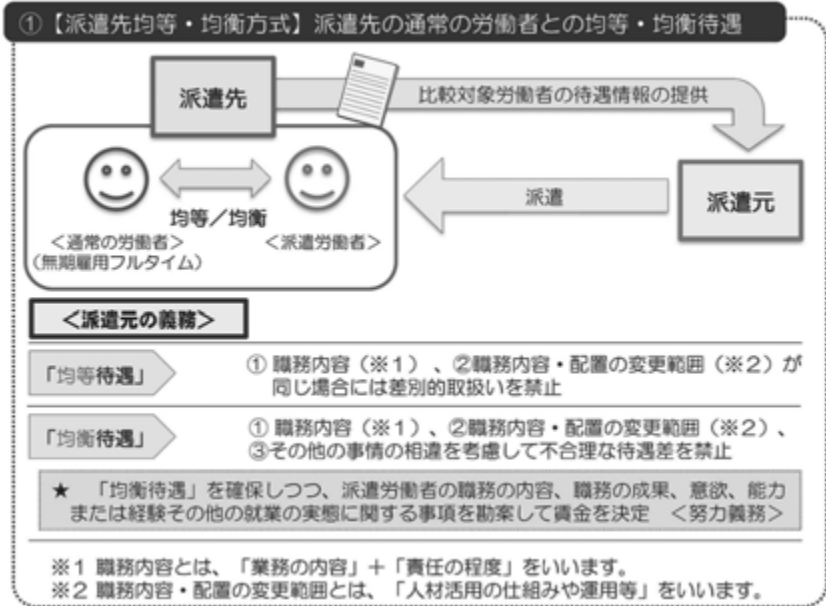 ①【派遣先均等・均衡方式】派遣先の通常の労働者との均等・均衡待遇
派遣先
比較対象労働者の待遇情報の提供
派遣
派遣元
均等/均衡
<通常の労働者>
(無期雇用フルタイム)
<派遣労働者>
<派遣元の義務>
「均等待遇」
① 職務内容(※1)、②職務内容・配置の変更範囲(※2)が
同じ場合には差別的取扱いを禁止
「均衡待遇」
① 職務内容(※1)、②職務内容・配置の変更範囲(※2)、
③その他の事情の相違を考慮して不合理な待遇差を禁止
★ 「均衡待遇」を確保しつつ、派遣労働者の職務の内容、職務の成果、意欲、能力
または経験その他の就業の実態に関する事項を勘案して賃金を決定 <努力義務>
※1 職務内容とは、「業務の内容」+「責任の程度」をいいます。
※2 職務内容・配置の変更範囲とは、「人材活用の仕組みや運用等」をいいます。